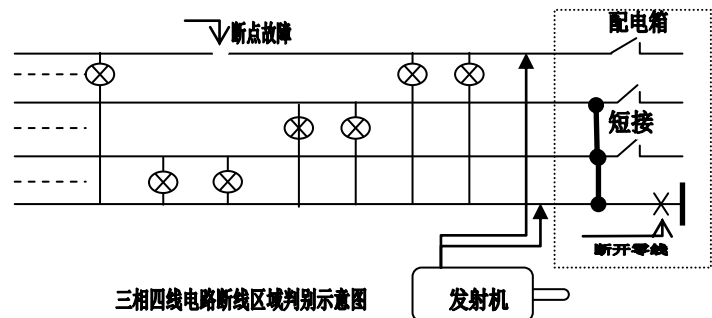 配电箱
断点故障
短接
断开零线
三相四线电路断线区域判别示意图
发射机